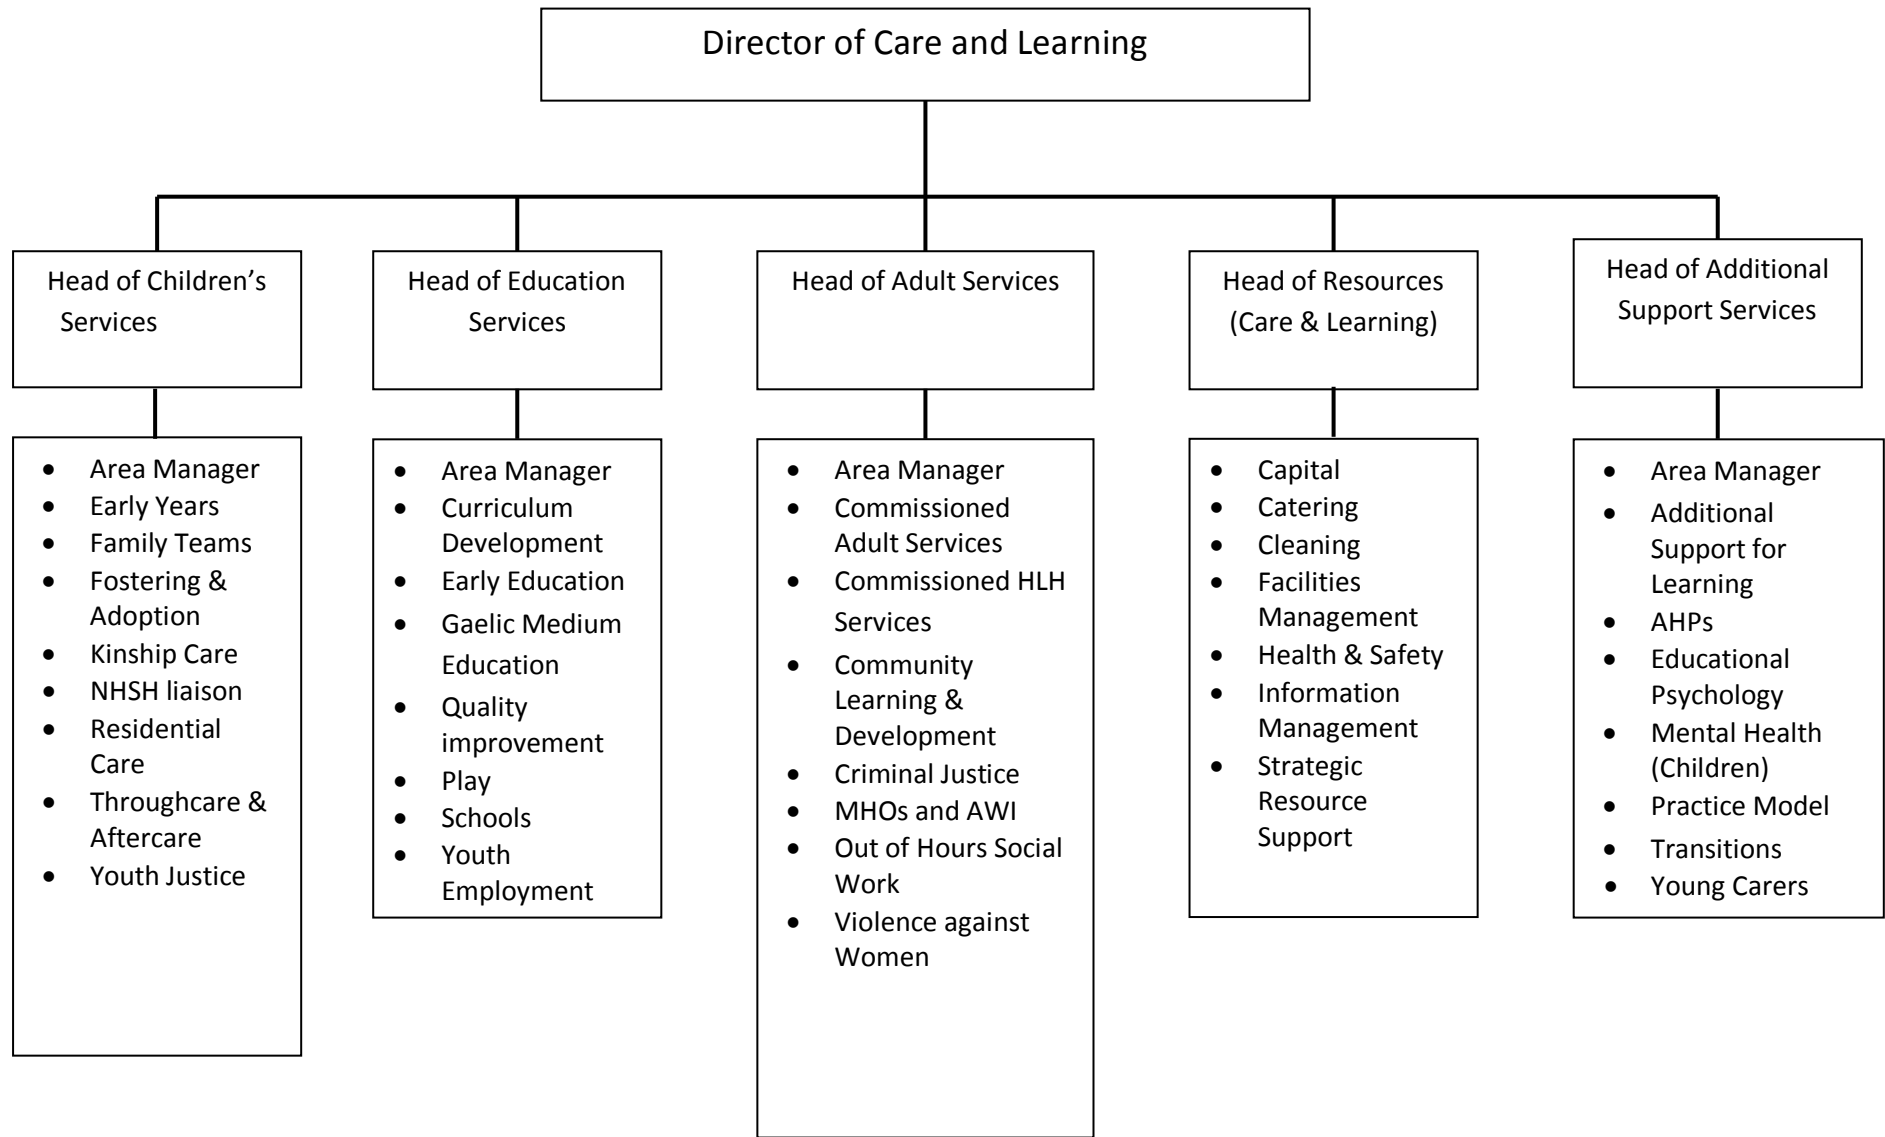 Director of Care and Learning
Head of Children’s
Services
Head of Education
Services
Head of Adult Services
Head of Resources
(Care & Learning)
Head of Additional
Support Services
• Area Manager
• Early Years
• Family Teams
• Fostering &
Adoption
• Kinship Care
• NHSH liaison
• Residential
Care
• Throughcare &
Aftercare
• Youth Justice
• Area Manager
• Curriculum
Development
• Early Education
• Gaelic Medium
Education
• Quality
improvement
• Play
• Schools
• Youth
Employment
• Area Manager
• Commissioned
Adult Services
• Commissioned HLH
Services
• Community
Learning &
Development
• Criminal Justice
• MHOs and AWI
• Out of Hours Social
Work
• Violence against
Women
• Capital
• Catering
• Cleaning
• Facilities
Management
• Health & Safety
• Information
Management
• Strategic
Resource
Support
• Area Manager
• Additional
Support for
Learning
• AHPs
• Educational
Psychology
• Mental Health
(Children)
• Practice Model
• Transitions
• Young Carers